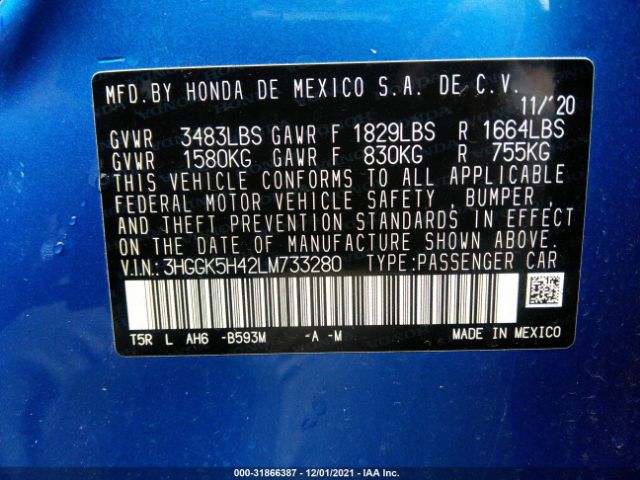 MFD. BY HONDA DE MEXICO S.A. DE C.V.
11/'20
GVWR 3483LBS GAWR F 1829LBS R 1664LBS
GVWR 1580KG GAWR F 830KG R 755KG
THIS VEHICLE CONFORMS TO ALL APPLICABLE
FEDERAL MOTOR VEHICLE SAFETY , BUMPER ,
AND THEFT PREVENTION STANDARDS IN EFFECT
ON THE DATE OF MANUFACTURE SHOWN ABOVE.
V.I.N.: 3HGGK5H42LM733280 TYPE: PASSENGER CAR
T5R L AH6 -B593M -A -M MADE IN MEXICO
000-31866387 - 12/01/2021 - IAA Inc.